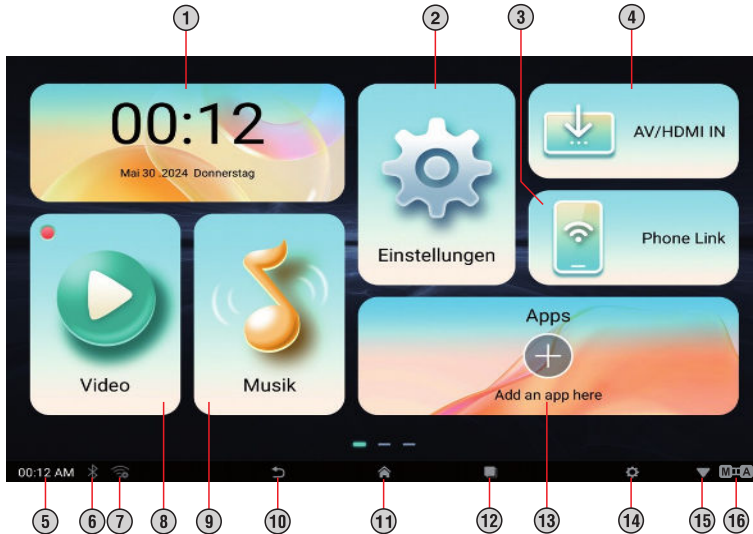 1 2 3 4
00:12
Mai 30 .2024 Donnerstag
AV/HDMI IN
Einstellungen
Phone Link
Video
Musik
Apps
Add an app here
00:12 AM
M A
5 6 7 8 9 10 11 12 13 14 15 16